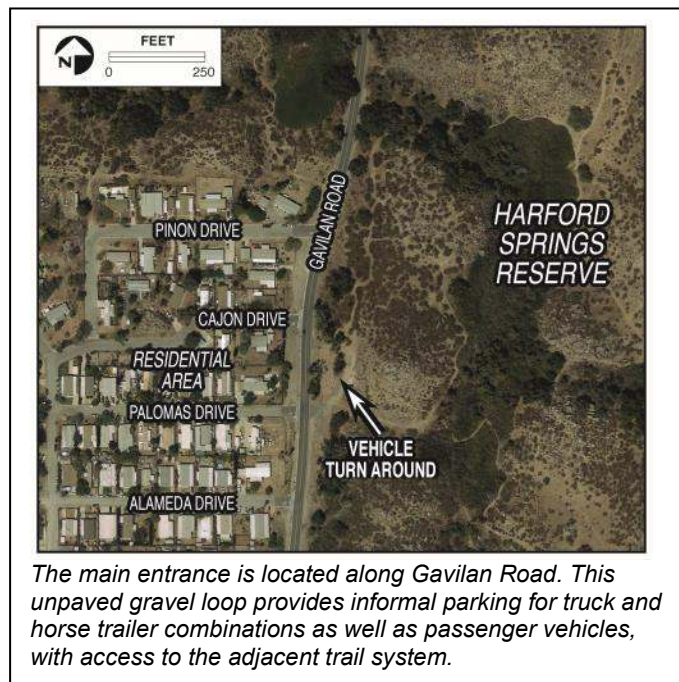 FEET
N
0 250
PINON DRIVE
GAVILAN ROAD
HARFORD
SPRINGS
RESERVE
CAJON DRIVE
RESIDENTIAL
AREA
PALOMAS DRIVE
VEHICLE
TURN AROUND
ALAMEDA DRIVE
The main entrance is located along Gavilan Road. This
unpaved gravel loop provides informal parking for truck and
horse trailer combinations as well as passenger vehicles,
with access to the adjacent trail system.